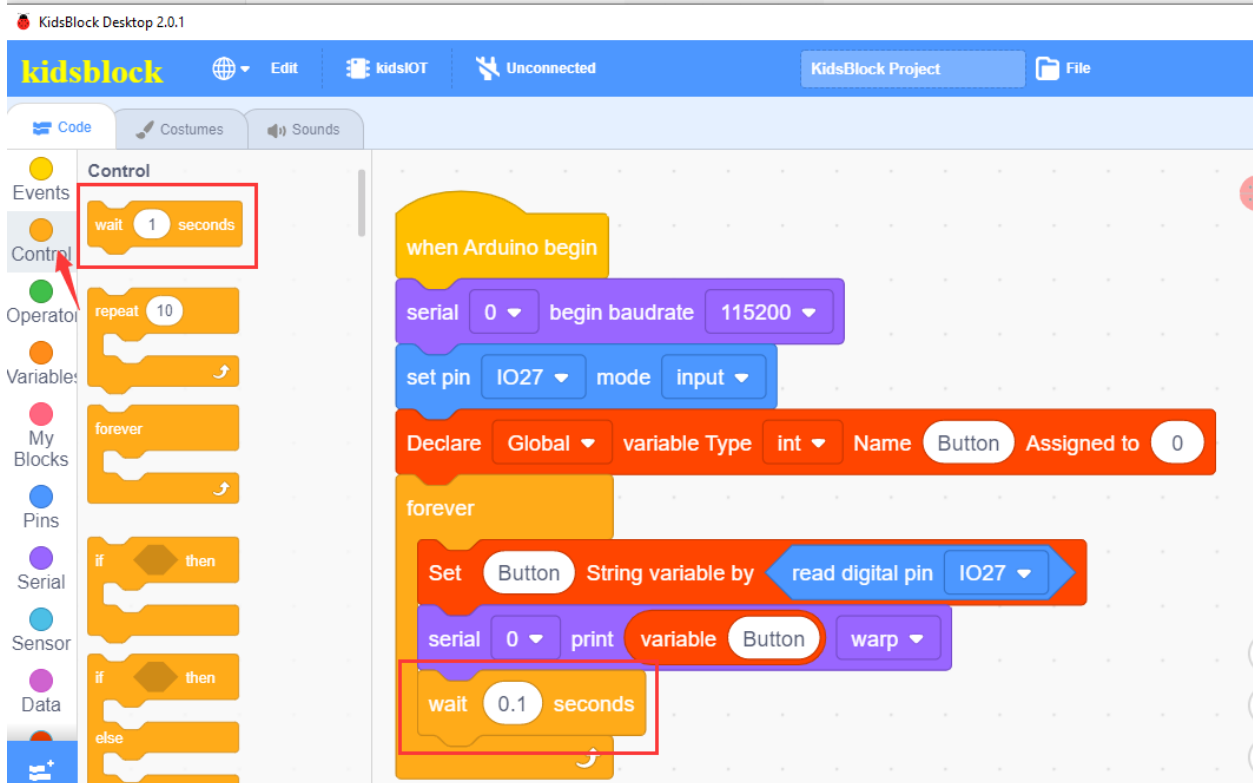 KidsBlock Desktop 2.0.1
kidsblock Edit kidsIOT Unconnected KidsBlock Project File
Code Costumes Sounds
Events
Control
Operator
Variables
My
Blocks
Pins
Serial
Sensor
Data
Control
wait 1 seconds
repeat 10
forever
if then
if then
else
when Arduino begin
serial 0 begin baudrate 115200
set pin IO27 mode input
Declare Global variable Type int Name Button Assigned to 0
forever
Set Button String variable by read digital pin IO27
serial 0 print variable Button warp
wait 0.1 seconds